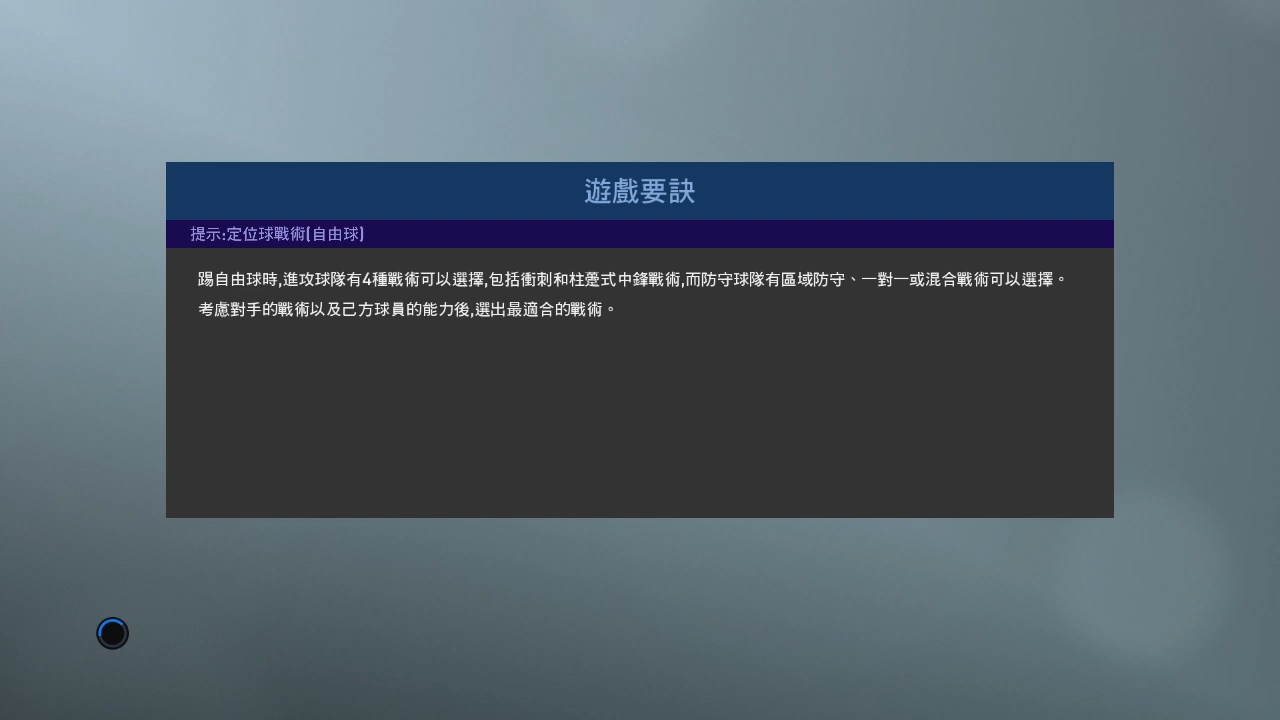 遊戲要訣
提示:定位球戰術(自由球)
踢自由球時,進攻球隊有4種戰術可以選擇,包括衝刺和柱躉式中鋒戰術,而防守球隊有區域防守、一對一或混合戰術可以選擇。
考慮對手的戰術以及己方球員的能力後,選出最適合的戰術。